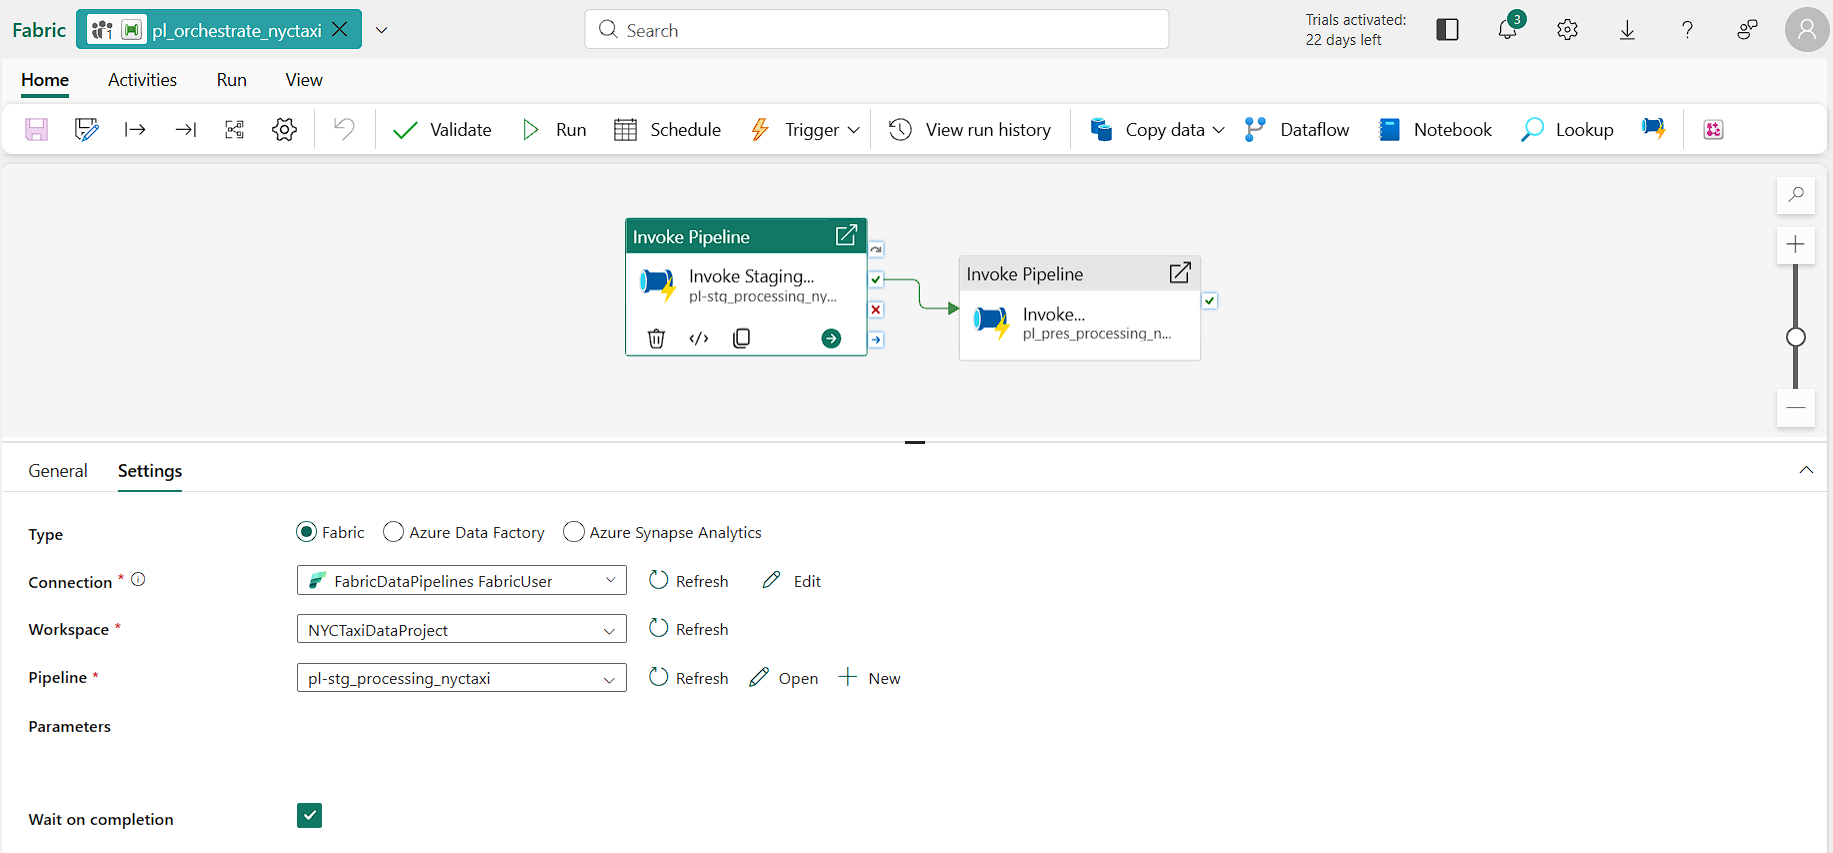 Fabric
1
pl_orchestrate_nyctaxi
Search
Trials activated:
22 days left
3
Home
Activities
Run
View
Validate
Run
Schedule
Trigger
View run history
Copy data
Dataflow
Notebook
Lookup
Invoke Pipeline
Invoke Staging...
pl-stg_processing_ny...
Invoke Pipeline
Invoke...
pl_pres_processing_n...
General
Settings
Type
Fabric
Azure Data Factory
Azure Synapse Analytics
Connection *
FabricDataPipelines FabricUser
Refresh
Edit
Workspace *
NYCTaxiDataProject
Refresh
Pipeline *
pl-stg_processing_nyctaxi
Refresh
Open
New
Parameters
Wait on completion